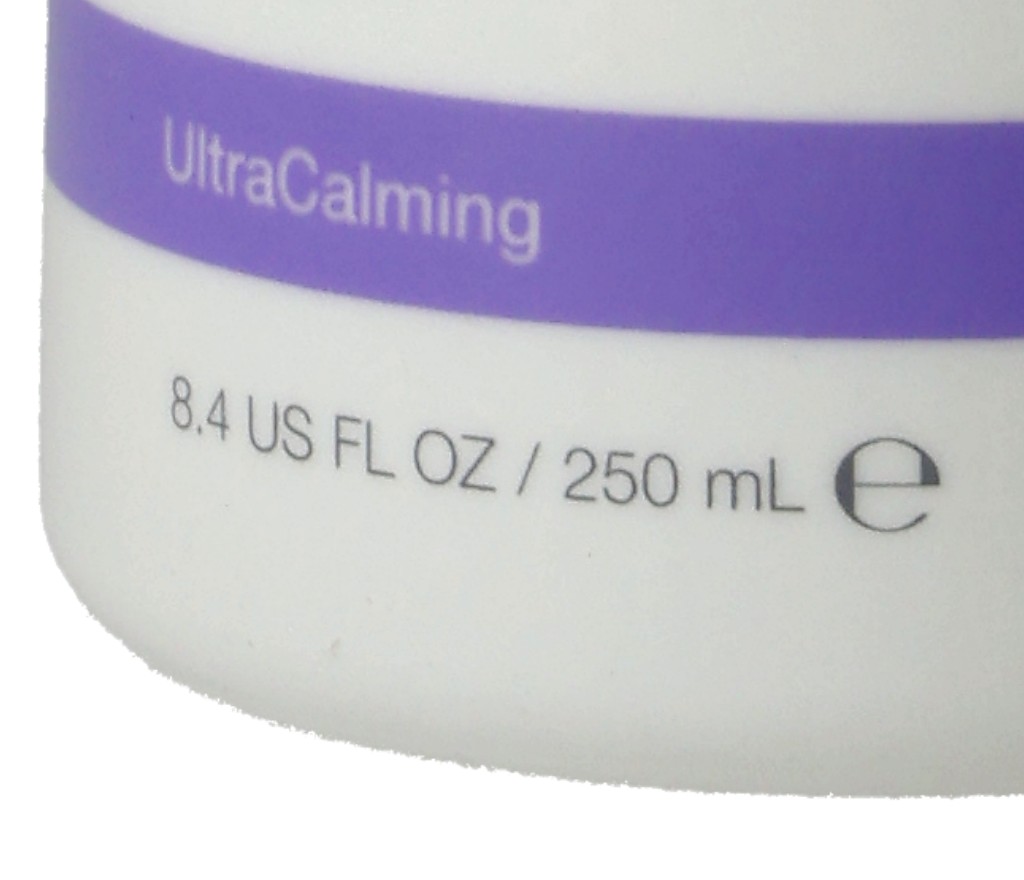 UltraCalming
8.4 US FL OZ / 250 mL ℮